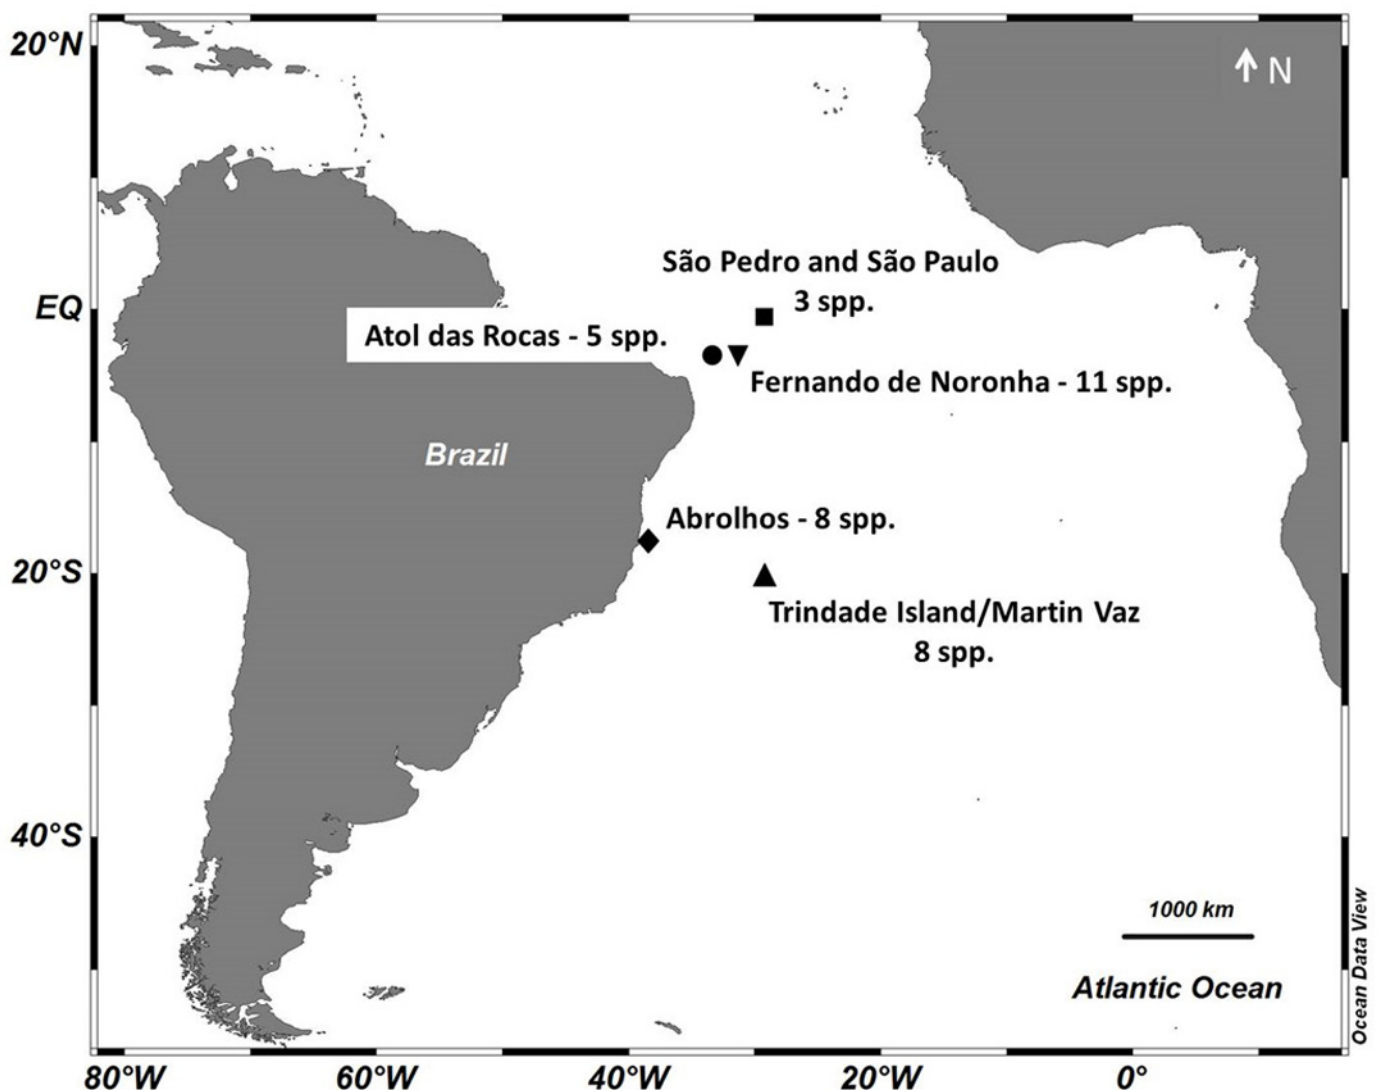 20°N
N
São Pedro and São Paulo
3 spp.
EQ
Atol das Rocas - 5 spp.
Fernando de Noronha - 11 spp.
Brazil
Abrolhos - 8 spp.
20°S
Trindade Island/Martin Vaz
8 spp.
40°S
1000 km
Atlantic Ocean
Ocean Data View
80°W 60°W 40°W 20°W 0°